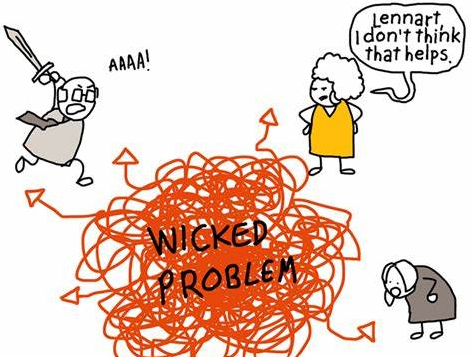 AAAA!
Lennart,
I don't think
that helps.
WICKED
PROBLEM